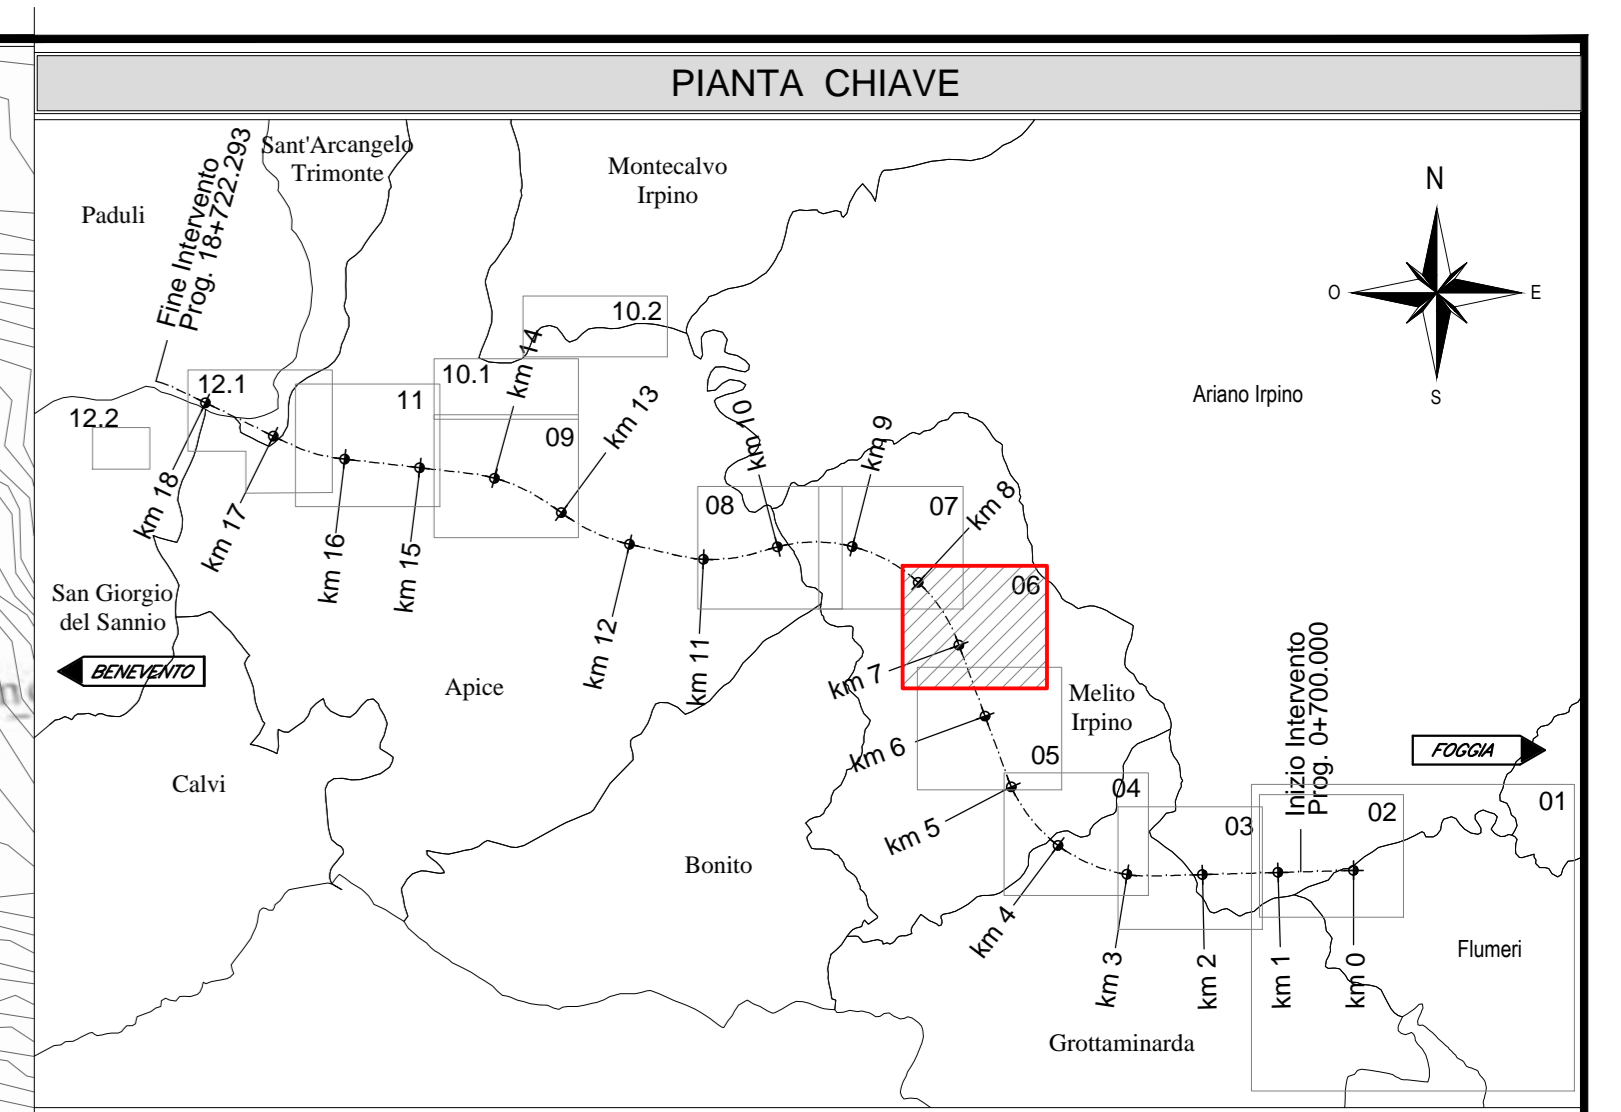 PIANTA CHIAVE
Fine Intervento
Prog. 18+722.293
Sant'Arcangelo
Trimonte
Montecalvo
Irpino
Paduli
N
O
E
S
Ariano Irpino
10.2
10.1
km 14
12.1
12.2
11
09
km 13
km 10
km 9
08
07
km 8
06
km 18
km 17
km 16
km 15
km 12
km 11
km 7
San Giorgio
del Sannio
BENEVENTO
Apice
Melito
Irpino
km 6
05
Inizio Intervento
Prog. 0+700.000
FOGGIA
Calvi
04
03
02
01
km 5
Bonito
km 4
km 3
km 2
km 1
km 0
Flumeri
Grottaminarda